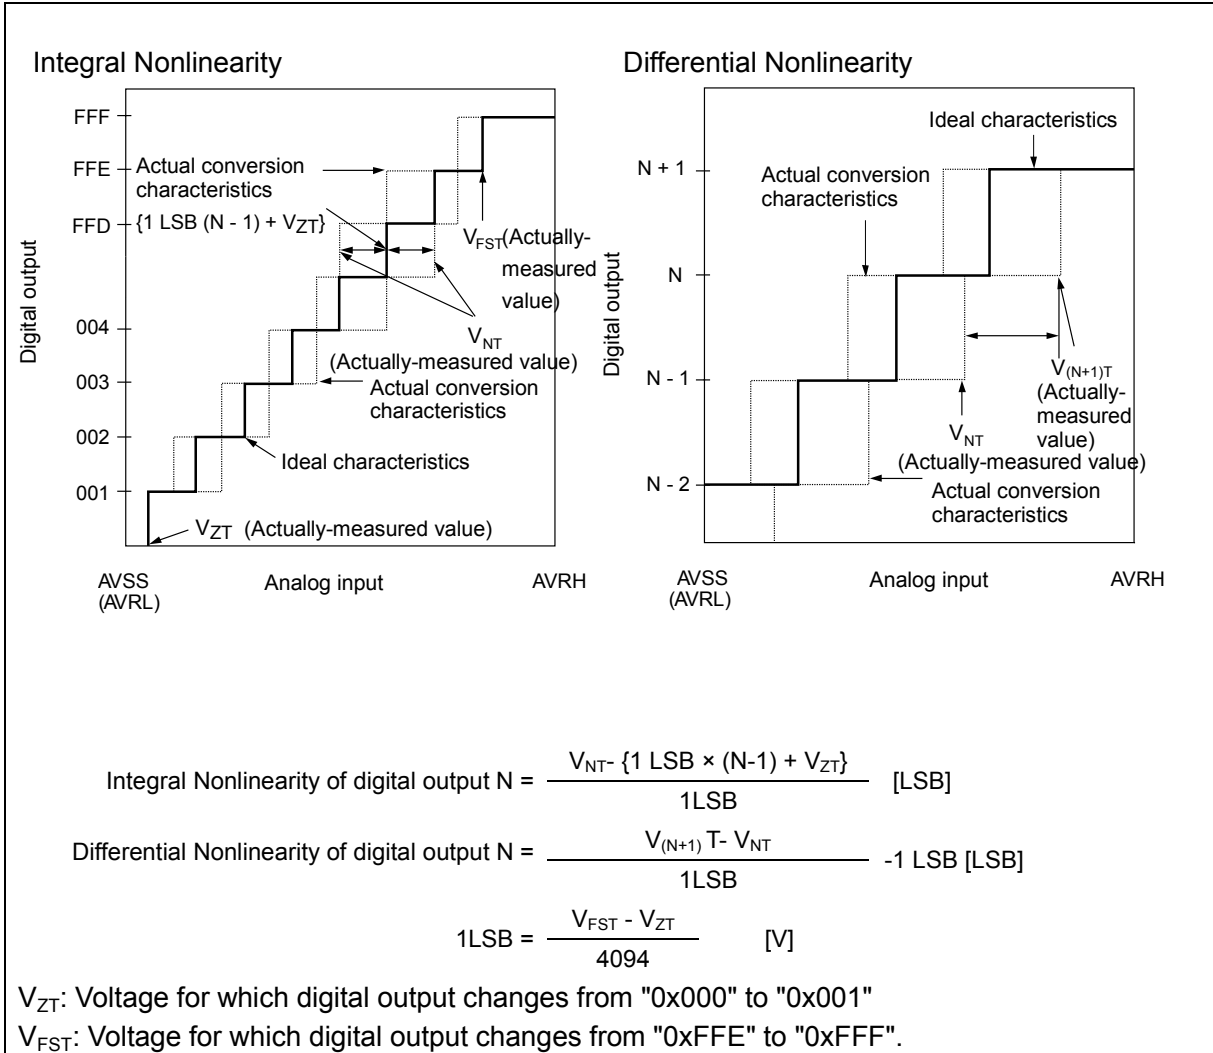 Integral Nonlinearity
FFF
FFE
FFD
004
003
002
001
Digital output
Actual conversion
characteristics
{1 LSB (N - 1) + VZT}
VFST (Actually-
measured
value)
VNT
(Actually-measured value)
Actual conversion
characteristics
Ideal characteristics
VZT (Actually-measured value)
AVSS
(AVRL)
Analog input
AVRH
Differential Nonlinearity
N + 1
N
N - 1
N - 2
Digital output
Ideal characteristics
Actual conversion
characteristics
V(N+1)T
(Actually-
measured
value)
VNT
(Actually-measured value)
Actual conversion
characteristics
AVSS
(AVRL)
Analog input
AVRH
Integral Nonlinearity of digital output N = VNT- {1 LSB × (N-1) + VZT} / 1LSB [LSB]
Differential Nonlinearity of digital output N = V(N+1) T- VNT / 1LSB -1 LSB [LSB]
1LSB = VFST - VZT / 4094 [V]
VZT: Voltage for which digital output changes from "0x000" to "0x001"
VFST: Voltage for which digital output changes from "0xFFE" to "0xFFF".